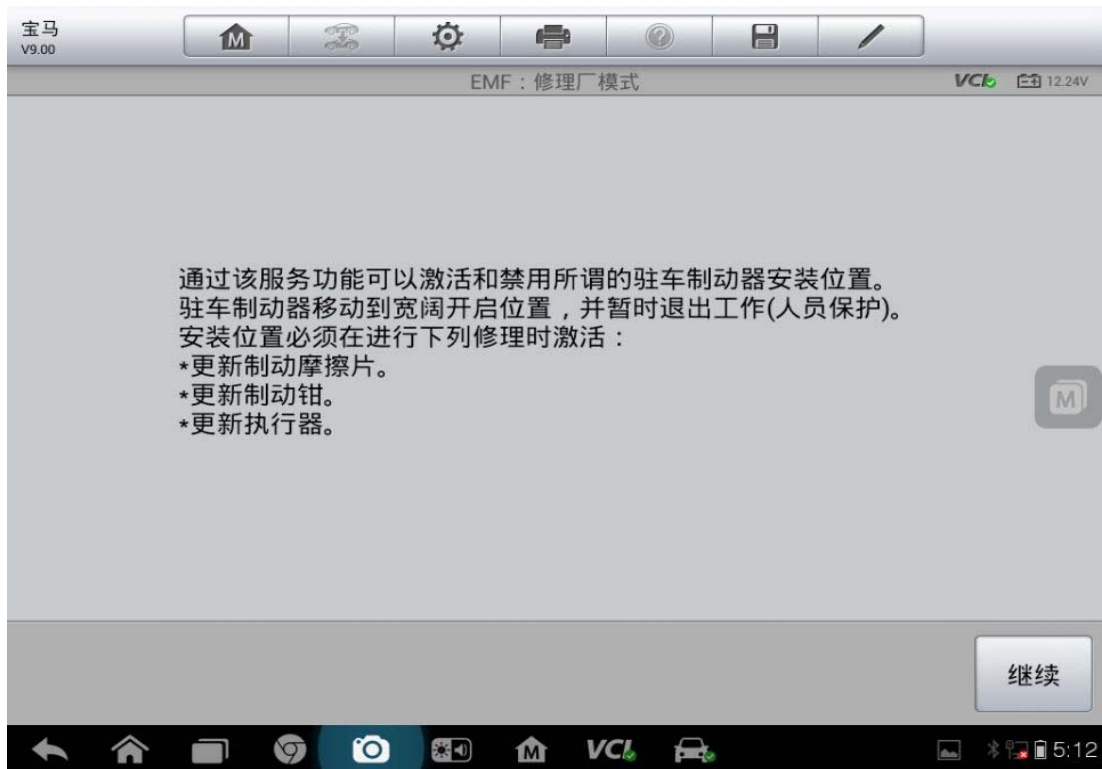 宝马
V9.00
M
EMF：修理厂模式
VCI 12.24V
通过该服务功能可以激活和禁用所谓的驻车制动器安装位置。
驻车制动器移动到宽阔开启位置，并暂时退出工作(人员保护)。
安装位置必须在进行下列修理时激活：
*更新制动摩擦片。
*更新制动钳。
*更新执行器。
M
继续
M VCI 5:12